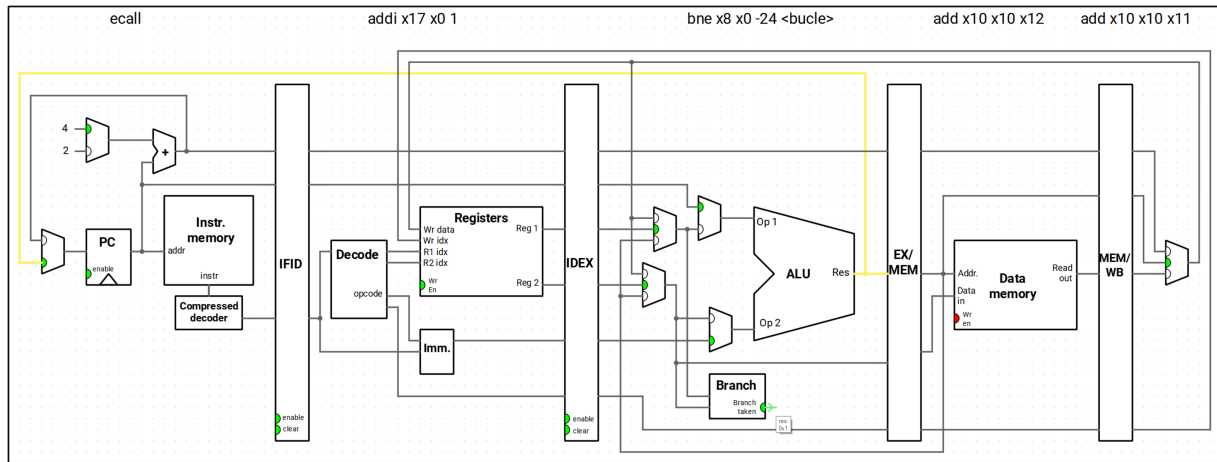 ecall
addi x17 x0 1
bne x8 x0 -24 <bucle>
add x10 x10 x12
add x10 x10 x11
4
2
+
PC
enable
Instr.
memory
addr
instr
Compressed
decoder
IFID
enable
clear
Decode
opcode
Registers
Wr data
Wr idx
R1 idx
R2 idx
Wr
En
Reg 1
Reg 2
Imm.
IDEX
enable
clear
Op 1
ALU
Res
Op 2
Branch
Branch
taken
0x1
EX/
MEM
Addr.
Data
in
Wr
en
Data
memory
Read
out
MEM/
WB